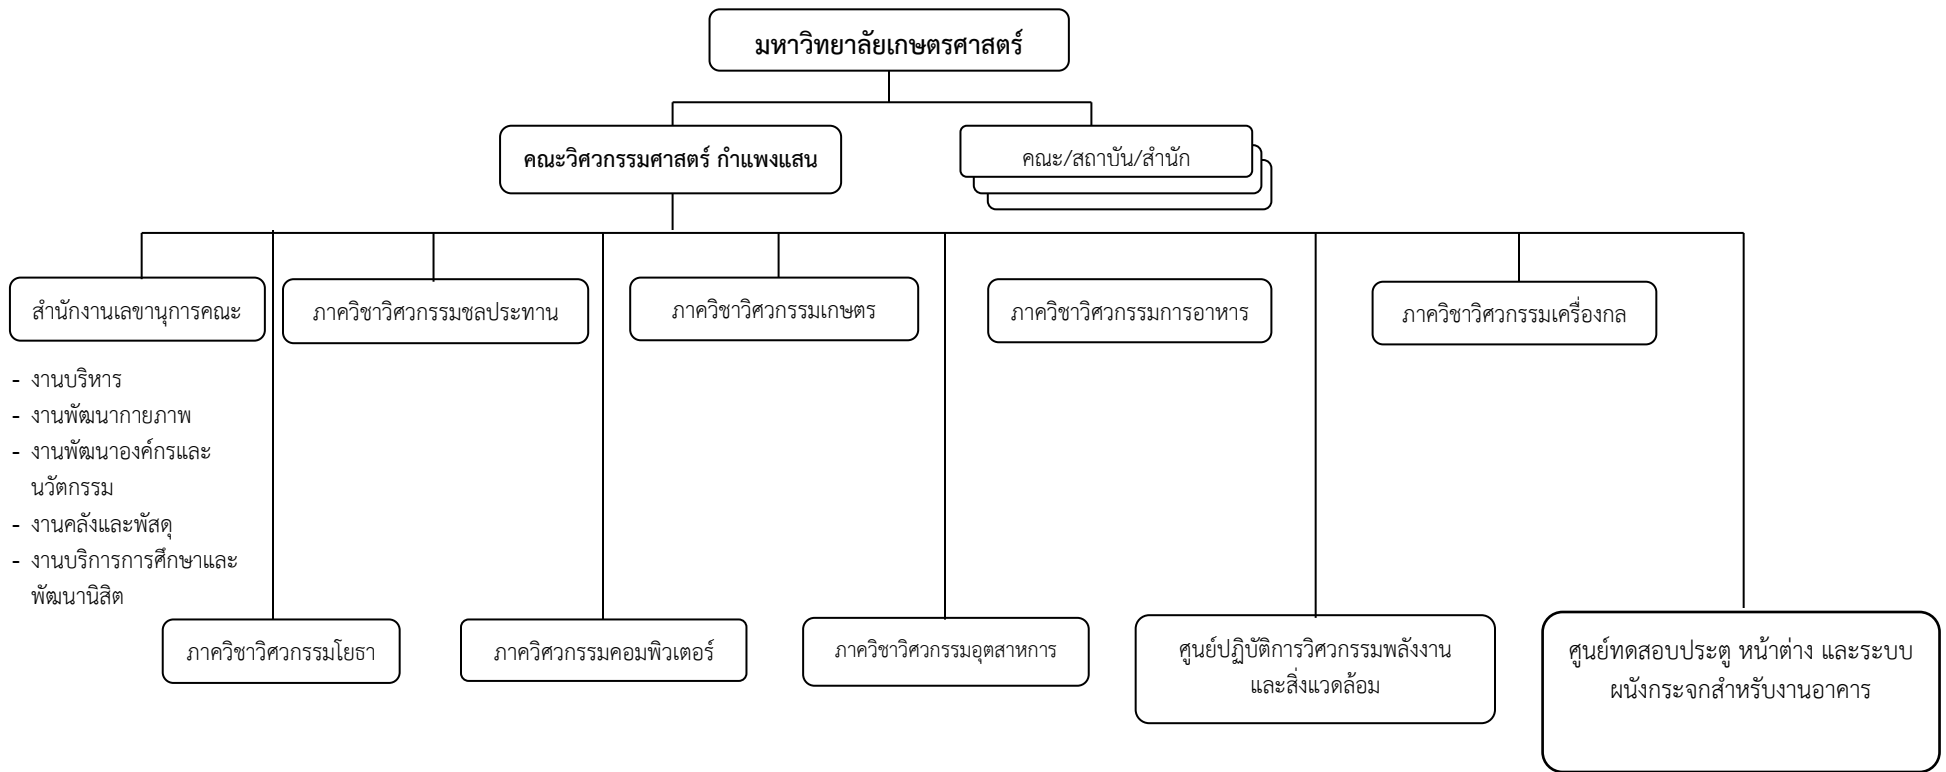 มหาวิทยาลัยเกษตรศาสตร์
คณะวิศวกรรมศาสตร์ กำแพงแสน
คณะ/สถาบัน/สำนัก
สำนักงานเลขานุการคณะ
ภาควิชาวิศวกรรมชลประทาน
ภาควิชาวิศวกรรมเกษตร
ภาควิชาวิศวกรรมการอาหาร
ภาควิชาวิศวกรรมเครื่องกล
- งานบริหาร
- งานพัฒนากายภาพ
- งานพัฒนาองค์กรและ
นวัตกรรม
- งานคลังและพัสดุ
- งานบริการการศึกษาและ
พัฒนานิสิต
ภาควิชาวิศวกรรมโยธา
ภาควิศวกรรมคอมพิวเตอร์
ภาควิชาวิศวกรรมอุตสาหการ
ศูนย์ปฏิบัติการวิศวกรรมพลังงาน
และสิ่งแวดล้อม
ศูนย์ทดสอบประตู หน้าต่าง และระบบ
ผนังกระจกสำหรับงานอาคาร